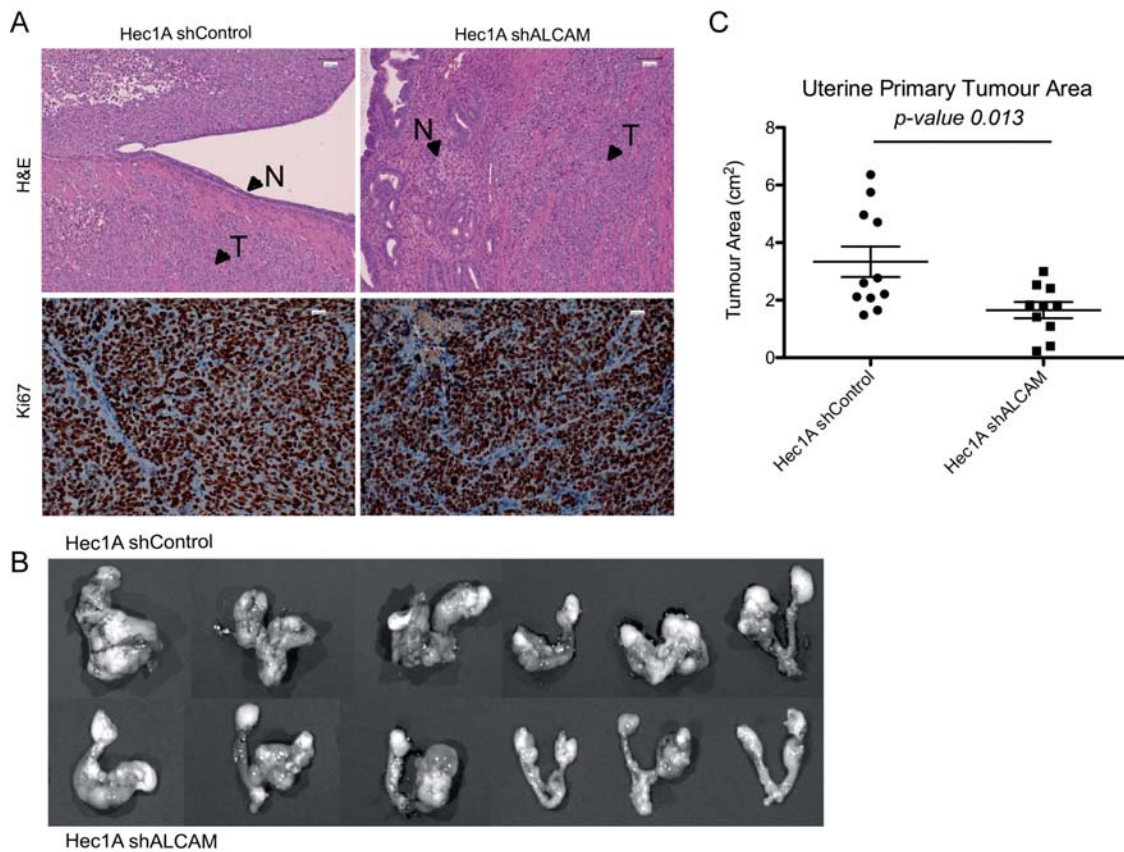 A
Hec1A shControl
Hec1A shALCAM
H&E
N
T
N
T
Ki67
B
Hec1A shControl
Hec1A shALCAM
C
Uterine Primary Tumour Area
p-value 0.013
Tumour Area (cm²)
8
6
4
2
0
Hec1A shControl
Hec1A shALCAM